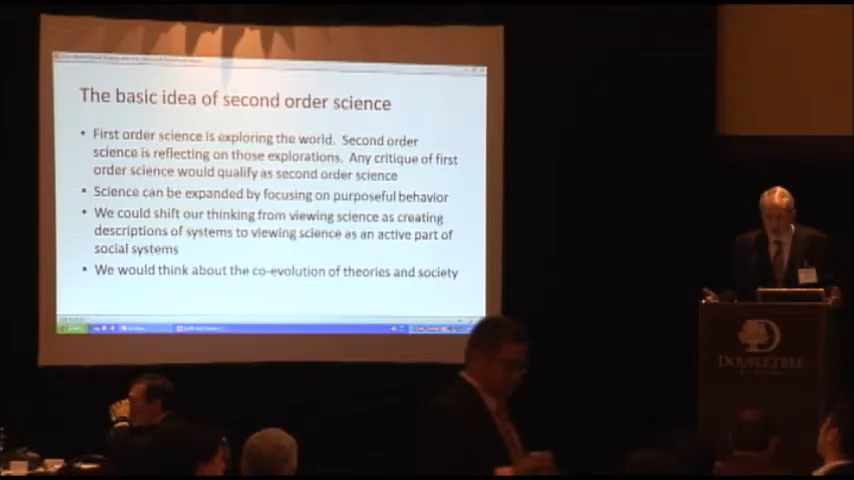 The basic idea of second order science
• First order science is exploring the world. Second order
science is reflecting on those explorations. Any critique of first
order science would qualify as second order science
• Science can be expanded by focusing on purposeful behavior
• We could shift our thinking from viewing science as creating
descriptions of systems to viewing science as an active part of
social systems
• We would think about the co-evolution of theories and society
D
DOUBLETREE